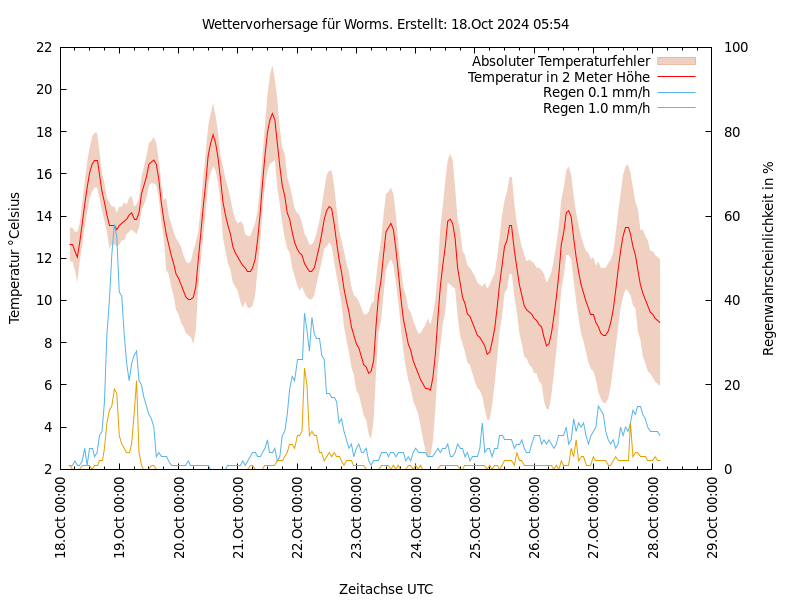 Wettervorhersage für Worms. Erstellt: 18.Oct 2024 05:54
Absoluter Temperaturfehler
Temperatur in 2 Meter Höhe
Regen 0.1 mm/h
Regen 1.0 mm/h
Temperatur °Celsius
22
20
18
16
14
12
10
8
6
4
2
100
80
60
40
20
0
Regenwahrscheinlichkeit in %
18.Oct 00:00
19.Oct 00:00
20.Oct 00:00
21.Oct 00:00
22.Oct 00:00
23.Oct 00:00
24.Oct 00:00
25.Oct 00:00
26.Oct 00:00
27.Oct 00:00
28.Oct 00:00
29.Oct 00:00
Zeitachse UTC